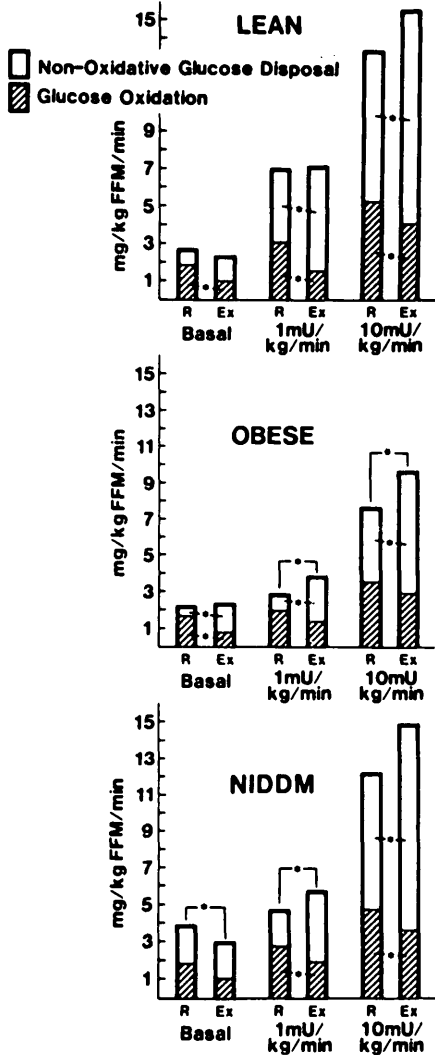 15
LEAN
Non-Oxidative Glucose Disposal
Glucose Oxidation
9
7
5
3
1
mg/kg FFM/min
R Ex R Ex R Ex
Basal 1mU/ 10mU/
kg/min kg/min
15
13
11
9
7
5
3
1
mg/kg FFM/min
OBESE
R Ex R Ex R Ex
Basal 1mU/ 10mU
kg/min kg/min
15
13
11
9
7
5
3
1
mg/kg FFM/min
NIDDM
R Ex R Ex R Ex
Basal 1mU/ 10mU/
kg/min kg/min